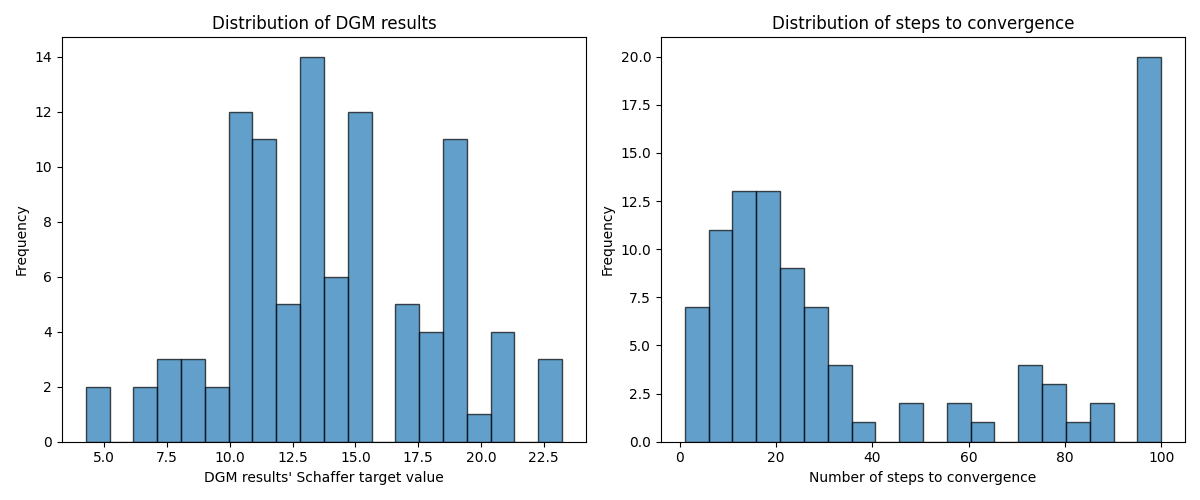 Distribution of DGM results
14
12
10
8
6
4
2
0
Frequency
5.0 7.5 10.0 12.5 15.0 17.5 20.0 22.5
DGM results' Schaffer target value
Distribution of steps to convergence
20.0
17.5
15.0
12.5
10.0
7.5
5.0
2.5
0.0
Frequency
0 20 40 60 80 100
Number of steps to convergence